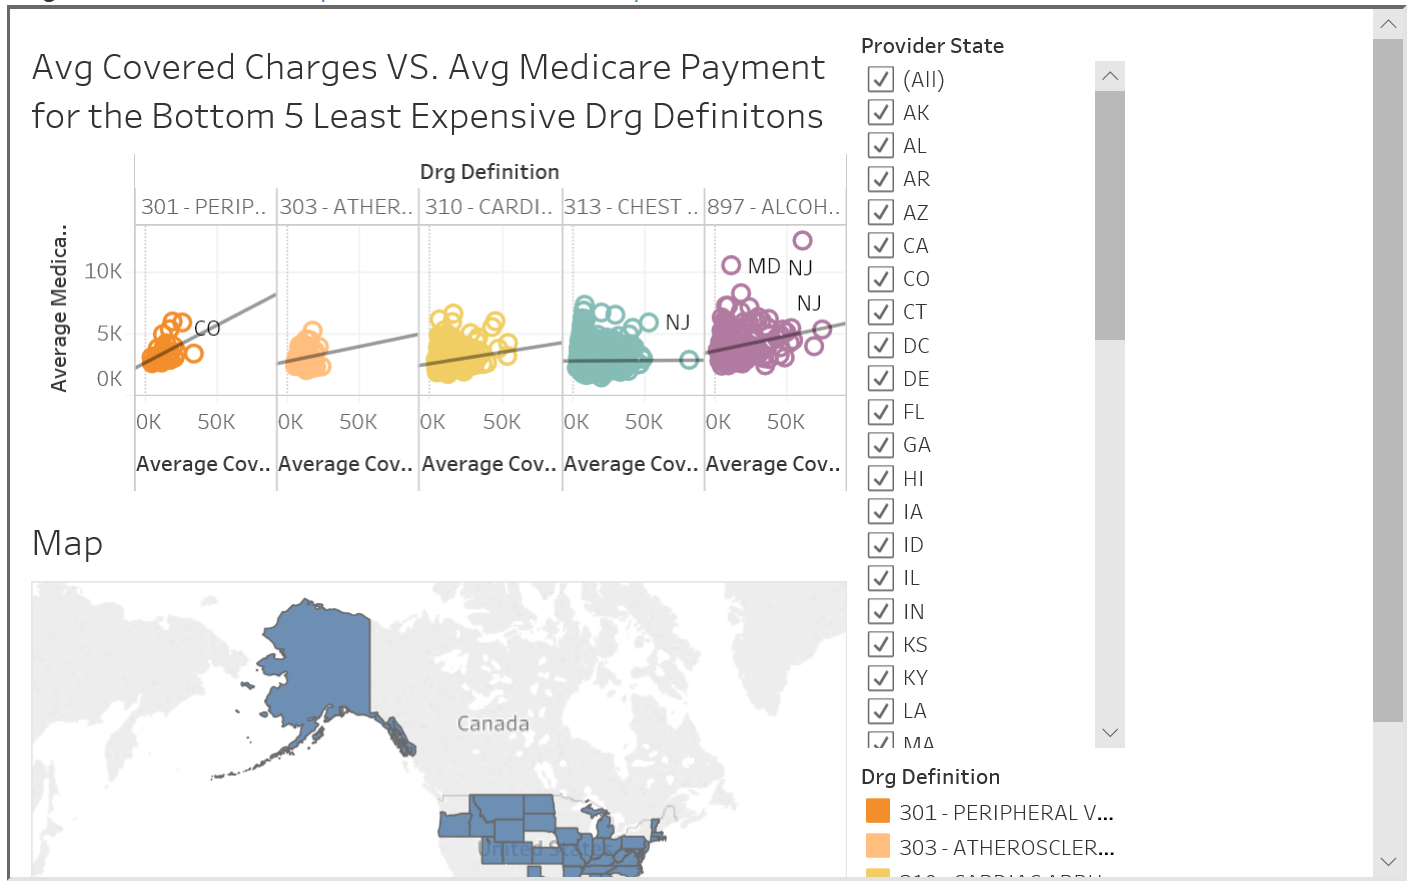 Avg Covered Charges VS. Avg Medicare Payment
for the Bottom 5 Least Expensive Drg Definitons
Drg Definition
301 - PERIP..
303 - ATHER..
310 - CARDI..
313 - CHEST ..
897 - ALCOH..
Average Medica..
10K
5K
0K
CO
NJ
MD
NJ
NJ
0K
50K
0K
50K
0K
50K
0K
50K
0K
50K
Average Cov..
Average Cov..
Average Cov..
Average Cov..
Average Cov..
Map
Canada
United States
Provider State
(All)
AK
AL
AR
AZ
CA
CO
CT
DC
DE
FL
GA
HI
IA
ID
IL
IN
KS
KY
LA
MA
Drg Definition
301 - PERIPHERAL V...
303 - ATHEROSCLER...